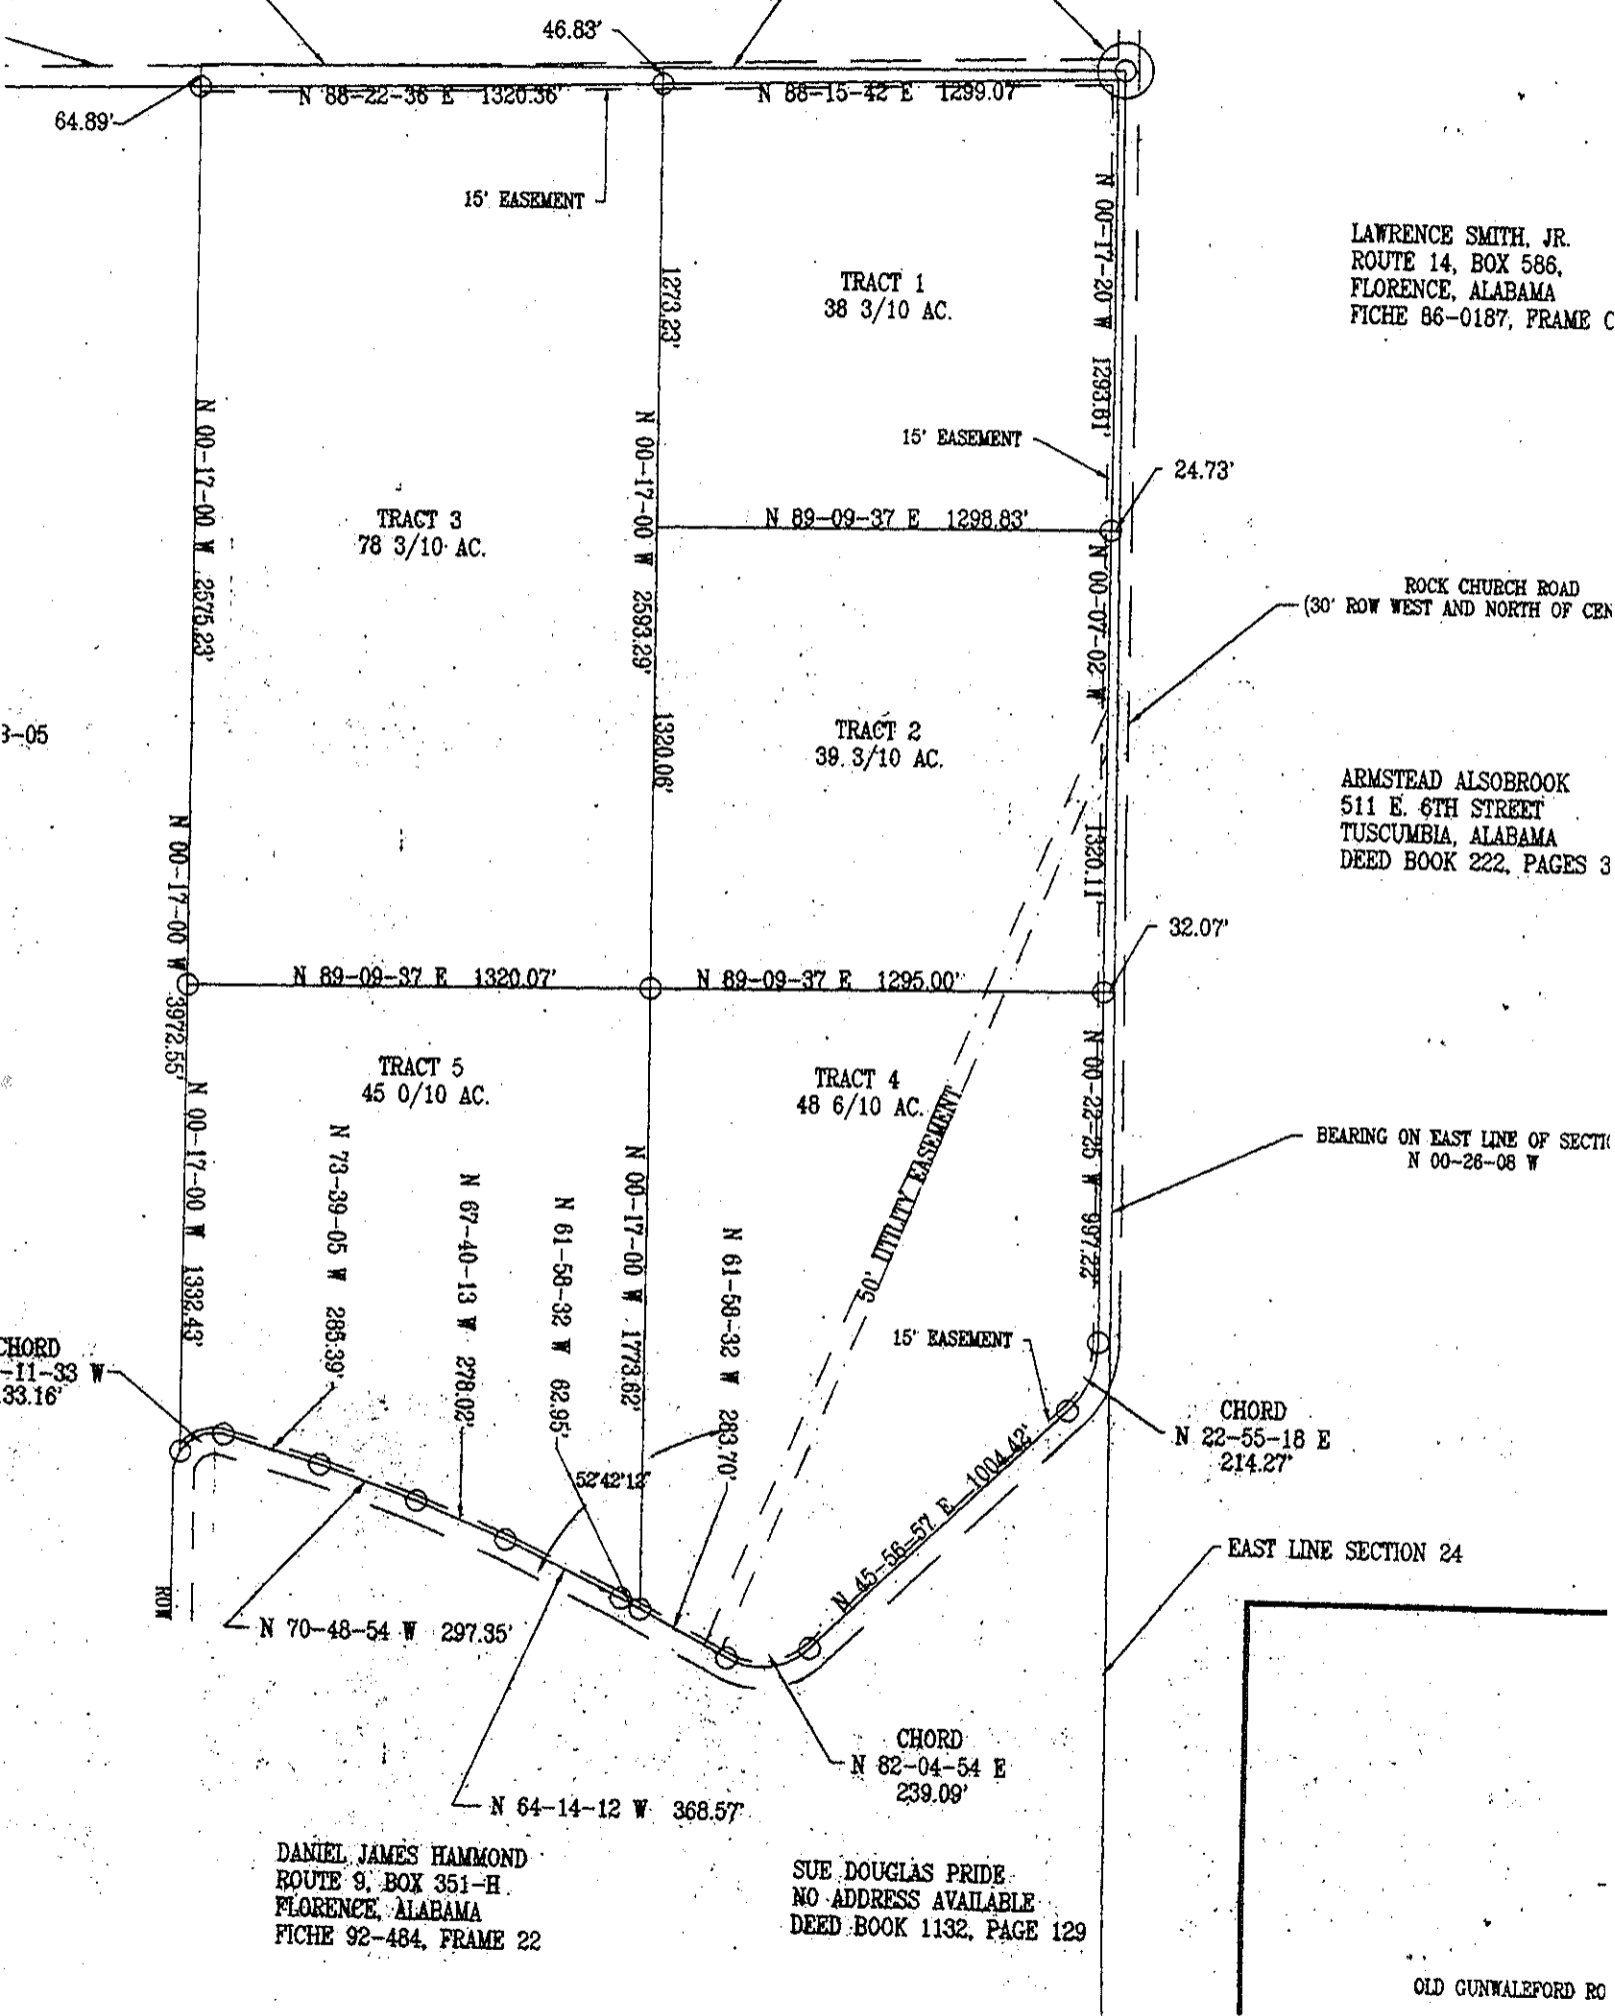 46.83'
N 88-22-36 E 1320.36'
N 88-15-42 E 1299.07'
64.89'
15' EASEMENT
N 00-17-20 W 1293.61'
LAWRENCE SMITH, JR.
ROUTE 14, BOX 586,
FLORENCE, ALABAMA
FICHE 86-0187, FRAME
1273.23'
TRACT 1
38 3/10 AC.
N 00-17-00 W 2575.23'
N 00-17-00 W 2593.29'
15' EASEMENT
24.73'
TRACT 3
78 3/10 AC.
N 89-09-37 E 1298.83'
N 00-07-02 W
1320.11'
ROCK CHURCH ROAD
(30' ROW WEST AND NORTH OF CEN
3-05
1320.06'
TRACT 2
39 3/10 AC.
ARMSTEAD ALSOBROOK
511 E. 6TH STREET
TUSCUMBIA, ALABAMA
DEED BOOK 222, PAGES 3
N 00-17-00 W 3972.55'
32.07'
N 89-09-37 E 1320.07'
N 89-09-37 E 1295.00'
TRACT 5
45 0/10 AC.
TRACT 4
48 6/10 AC.
N 00-22-25 W 997.22'
50' UTILITY EASEMENT
BEARING ON EAST LINE OF SECTI
N 00-26-08 W
N 00-17-00 W 1332.43'
N 73-39-05 W 285.39'
N 67-40-13 W 278.02'
N 61-58-32 W 62.95'
N 00-17-00 W 1773.62'
N 61-58-32 W 283.70'
15' EASEMENT
CHORD
-11-33 W
33.16'
CHORD
N 22-55-18 E
214.27'
52°42'12"
N 45-56-57 E 1004.42'
EAST LINE SECTION 24
ROW
N 70-48-54 W 297.35'
CHORD
N 82-04-54 E
239.09'
N 64-14-12 W 368.57'
DANIEL JAMES HAMMOND
ROUTE 9, BOX 351-H
FLORENCE, ALABAMA
FICHE 92-484, FRAME 22
SUE DOUGLAS PRIDE
NO ADDRESS AVAILABLE
DEED BOOK 1132, PAGE 129
OLD GUNWALEFORD RO